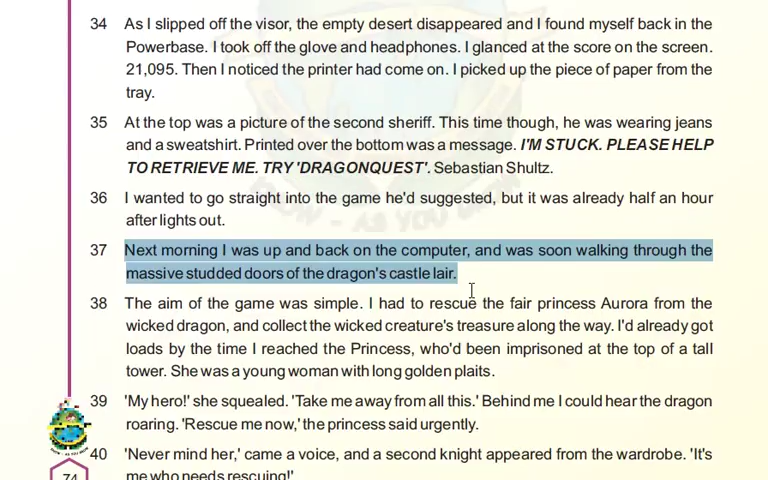 34 As I slipped off the visor, the empty desert disappeared and I found myself back in the
Powerbase. I took off the glove and headphones. I glanced at the score on the screen.
21,095. Then I noticed the printer had come on. I picked up the piece of paper from the
tray.
35 At the top was a picture of the second sheriff. This time though, he was wearing jeans
and a sweatshirt. Printed over the bottom was a message. I'M STUCK. PLEASE HELP
TO RETRIEVE ME. TRY 'DRAGONQUEST'. Sebastian Shultz.
36 I wanted to go straight into the game he'd suggested, but it was already half an hour
after lights out.
37 Next morning I was up and back on the computer, and was soon walking through the
massive studded doors of the dragon's castle lair.
38 The aim of the game was simple. I had to rescue the fair princess Aurora from the
wicked dragon, and collect the wicked creature's treasure along the way. I'd already got
loads by the time I reached the Princess, who'd been imprisoned at the top of a tall
tower. She was a young woman with long golden plaits.
39 'My hero!' she squealed. 'Take me away from all this.' Behind me I could hear the dragon
roaring. 'Rescue me now,' the princess said urgently.
40 'Never mind her,' came a voice, and a second knight appeared from the wardrobe. 'It's
me who needs rescuing!'
74